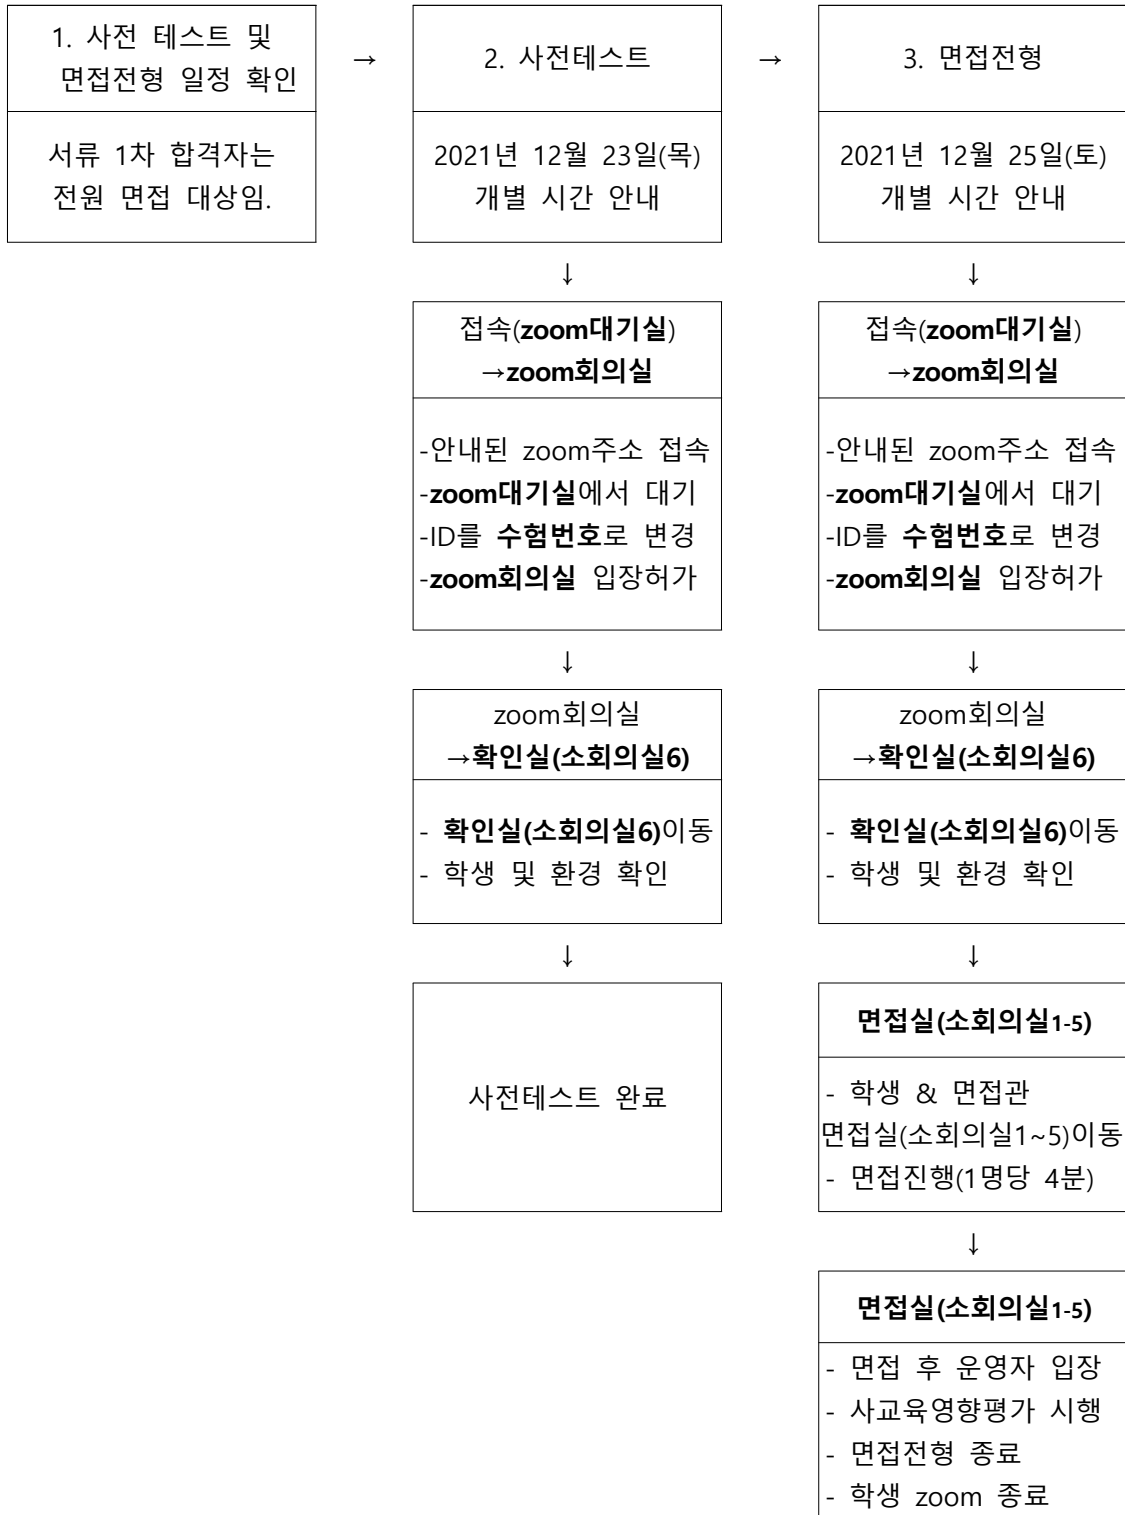 1. 사전 테스트 및
면접전형 일정 확인
→
2. 사전테스트
→
3. 면접전형
서류 1차 합격자는
전원 면접 대상임.
2021년 12월 23일(목)
개별 시간 안내
2021년 12월 25일(토)
개별 시간 안내
↓
↓
접속(zoom대기실)
→zoom회의실
접속(zoom대기실)
→zoom회의실
-안내된 zoom주소 접속
-zoom대기실에서 대기
-ID를 수험번호로 변경
-zoom회의실 입장허가
-안내된 zoom주소 접속
-zoom대기실에서 대기
-ID를 수험번호로 변경
-zoom회의실 입장허가
↓
↓
zoom회의실
→확인실(소회의실6)
zoom회의실
→확인실(소회의실6)
- 확인실(소회의실6)이동
- 학생 및 환경 확인
- 확인실(소회의실6)이동
- 학생 및 환경 확인
↓
↓
사전테스트 완료
면접실(소회의실1-5)
- 학생 & 면접관
면접실(소회의실1~5)이동
- 면접진행(1명당 4분)
↓
면접실(소회의실1-5)
- 면접 후 운영자 입장
- 사교육영향평가 시행
- 면접전형 종료
- 학생 zoom 종료